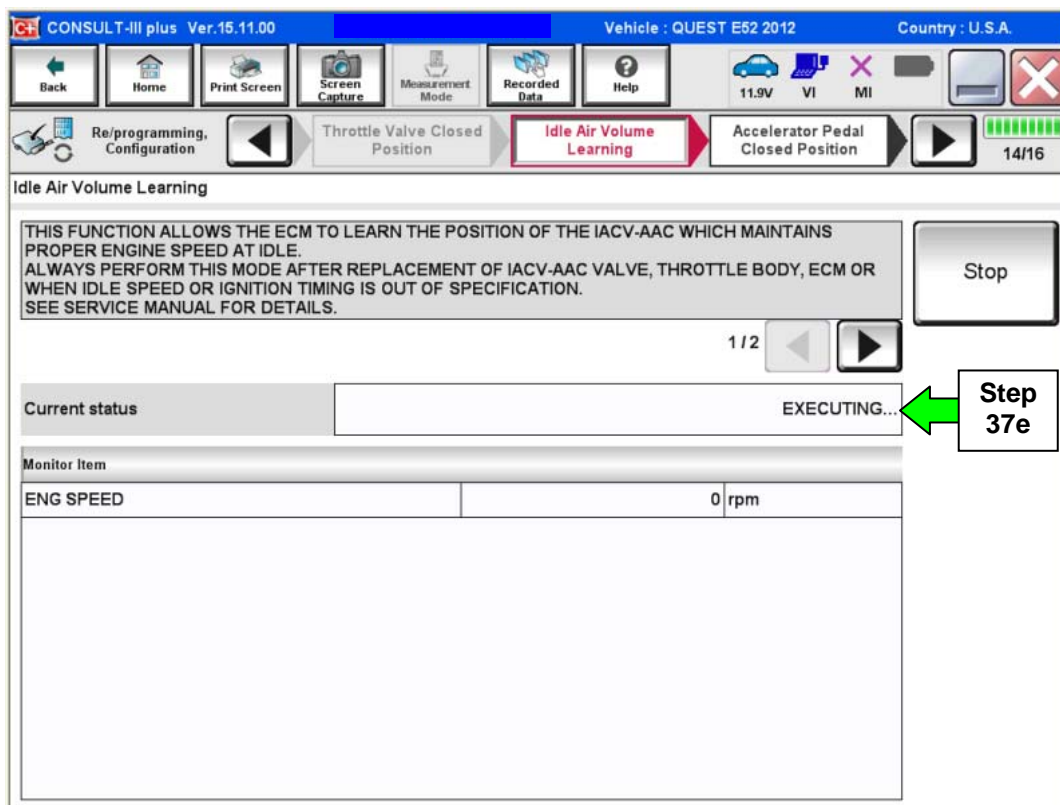 C+ CONSULT-III plus Ver.15.11.00 Vehicle : QUEST E52 2012 Country : U.S.A.
Back Home Print Screen Screen Capture Measurement Mode Recorded Data Help 11.9V VI MI
Re/programming, Configuration Throttle Valve Closed Position Idle Air Volume Learning Accelerator Pedal Closed Position 14/16
Idle Air Volume Learning
THIS FUNCTION ALLOWS THE ECM TO LEARN THE POSITION OF THE IACV-AAC WHICH MAINTAINS
PROPER ENGINE SPEED AT IDLE.
ALWAYS PERFORM THIS MODE AFTER REPLACEMENT OF IACV-AAC VALVE, THROTTLE BODY, ECM OR
WHEN IDLE SPEED OR IGNITION TIMING IS OUT OF SPECIFICATION.
SEE SERVICE MANUAL FOR DETAILS.
Stop
1/2
Current status EXECUTING...
Step
37e
Monitor Item
ENG SPEED 0 rpm